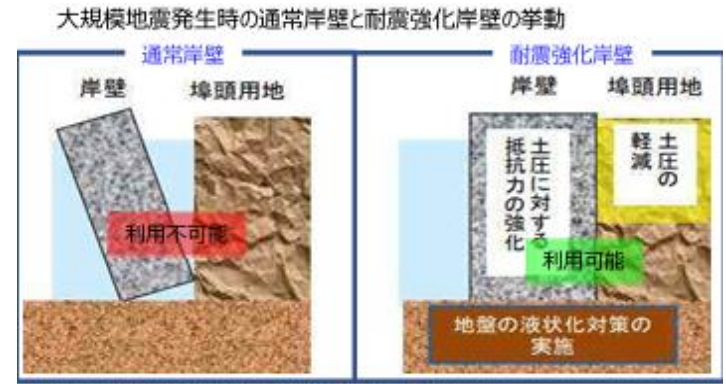 大規模地震発生時の通常岸壁と耐震強化岸壁の挙動
通常岸壁
岸壁
埠頭用地
利用不可能
耐震強化岸壁
岸壁
埠頭用地
土圧に対する
抵抗力の強化
土圧の
軽減
利用可能
地盤の液状化対策の
実施